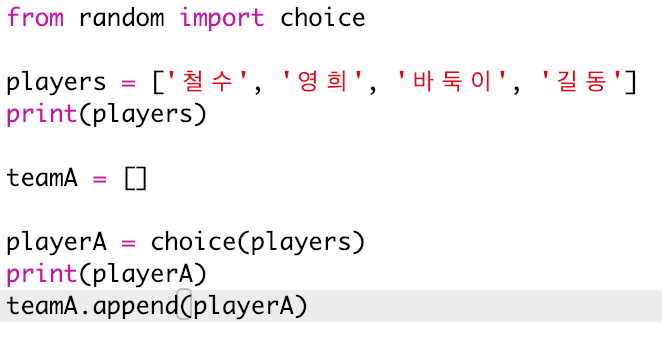 from random import choice
players = ['철수', '영희', '바둑이', '길동']
print(players)
teamA = []
playerA = choice(players)
print(playerA)
teamA.append(playerA)